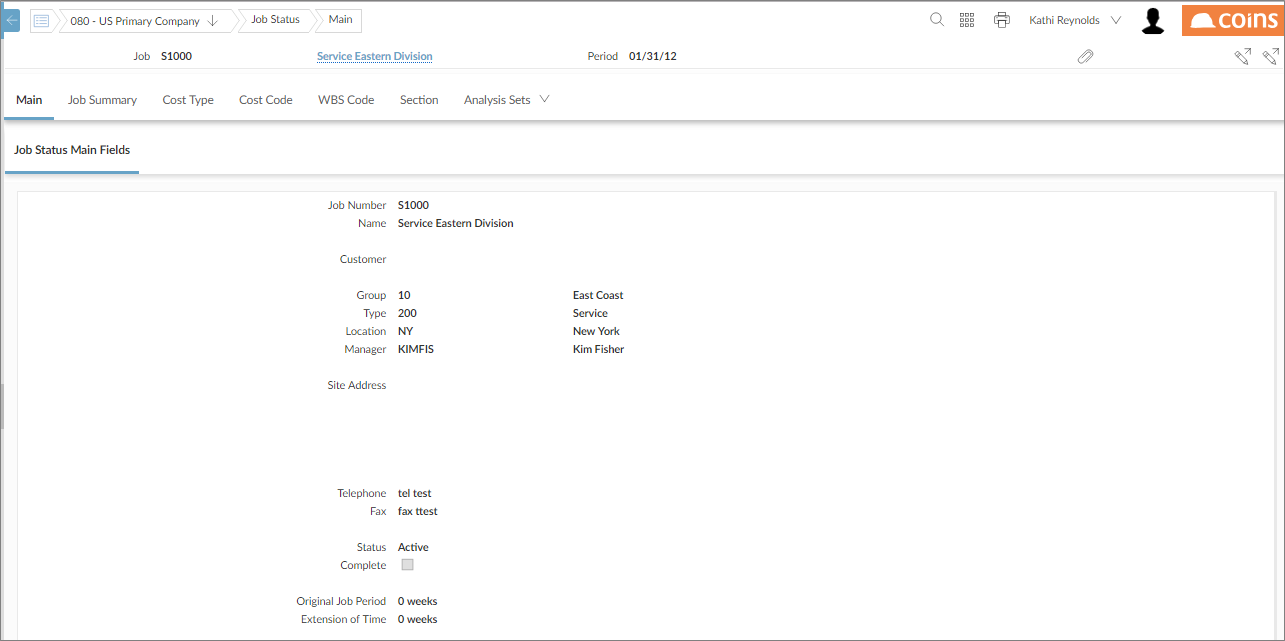 080 - US Primary Company Job Status Main Kathi Reynolds coins
Job S1000 Service Eastern Division Period 01/31/12
Main Job Summary Cost Type Cost Code WBS Code Section Analysis Sets
Job Status Main Fields
Job Number S1000
Name Service Eastern Division
Customer
Group 10 East Coast
Type 200 Service
Location NY New York
Manager KIMFIS Kim Fisher
Site Address
Telephone tel test
Fax fax ttest
Status Active
Complete
Original Job Period 0 weeks
Extension of Time 0 weeks